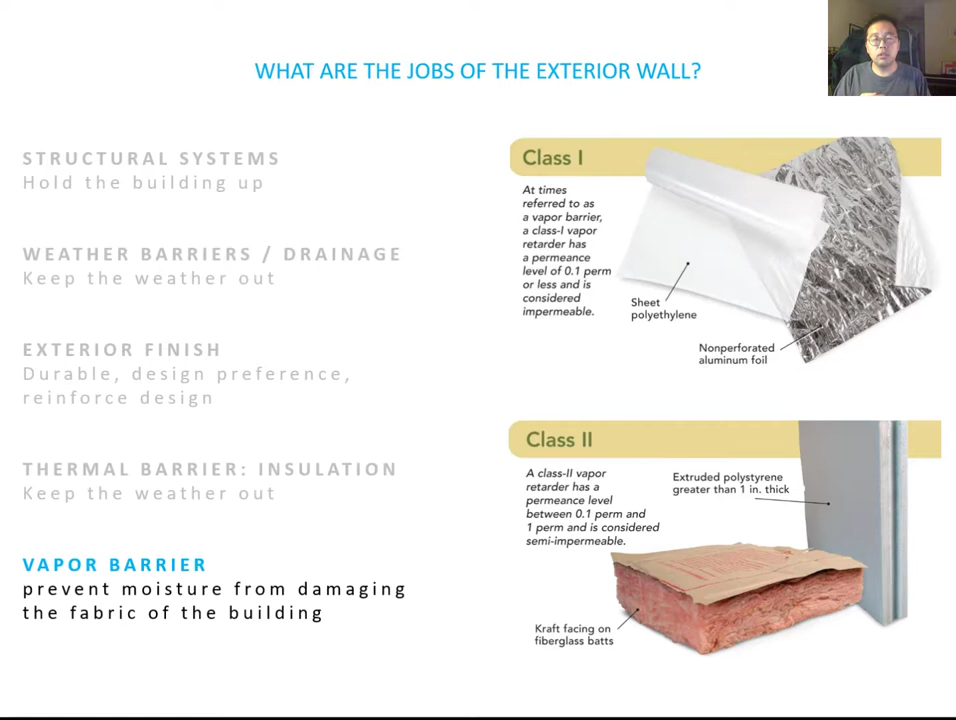 WHAT ARE THE JOBS OF THE EXTERIOR WALL?
STRUCTURAL SYSTEMS
Hold the building up
WEATHER BARRIERS / DRAINAGE
Keep the weather out
EXTERIOR FINISH
Durable, design preference,
reinforce design
THERMAL BARRIER: INSULATION
Keep the weather out
VAPOR BARRIER
prevent moisture from damaging
the fabric of the building
Class I
At times
referred to as
a vapor barrier,
a class-I vapor
retarder has
a permeance
level of 0.1 perm
or less and is
considered
impermeable.
Sheet
polyethylene
Nonperforated
aluminum foil
Class II
A class-II vapor
retarder has a
permeance level
between 0.1 perm and
1 perm and is considered
semi-impermeable.
Extruded polystyrene
greater than 1 in. thick
Kraft facing on
fiberglass batts